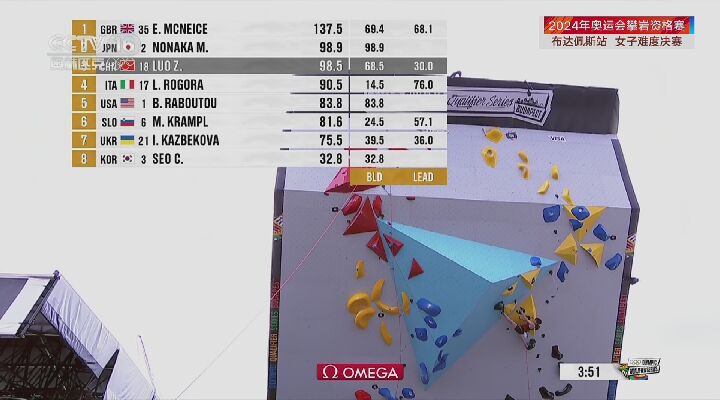 1 GBR 35 E. MCNEICE 137.5 69.4 68.1
2 JPN 2 NONAKA M. 98.9 98.9
3 CHN 18 LUO Z. 98.5 68.5 30.0
4 ITA 17 L. ROGORA 90.5 14.5 76.0
5 USA 1 B. RABOUTOU 83.8 83.8
6 SLO 6 M. KRAMPL 81.6 24.5 57.1
7 UKR 21 I. KAZBEKOVA 75.5 39.5 36.0
8 KOR 3 SEO C. 32.8 32.8
BLD LEAD
2024年奥运会攀岩资格赛
布达佩斯站 女子难度决赛
Qualifier Series BUDAPEST
VISA
Ω OMEGA
3:51